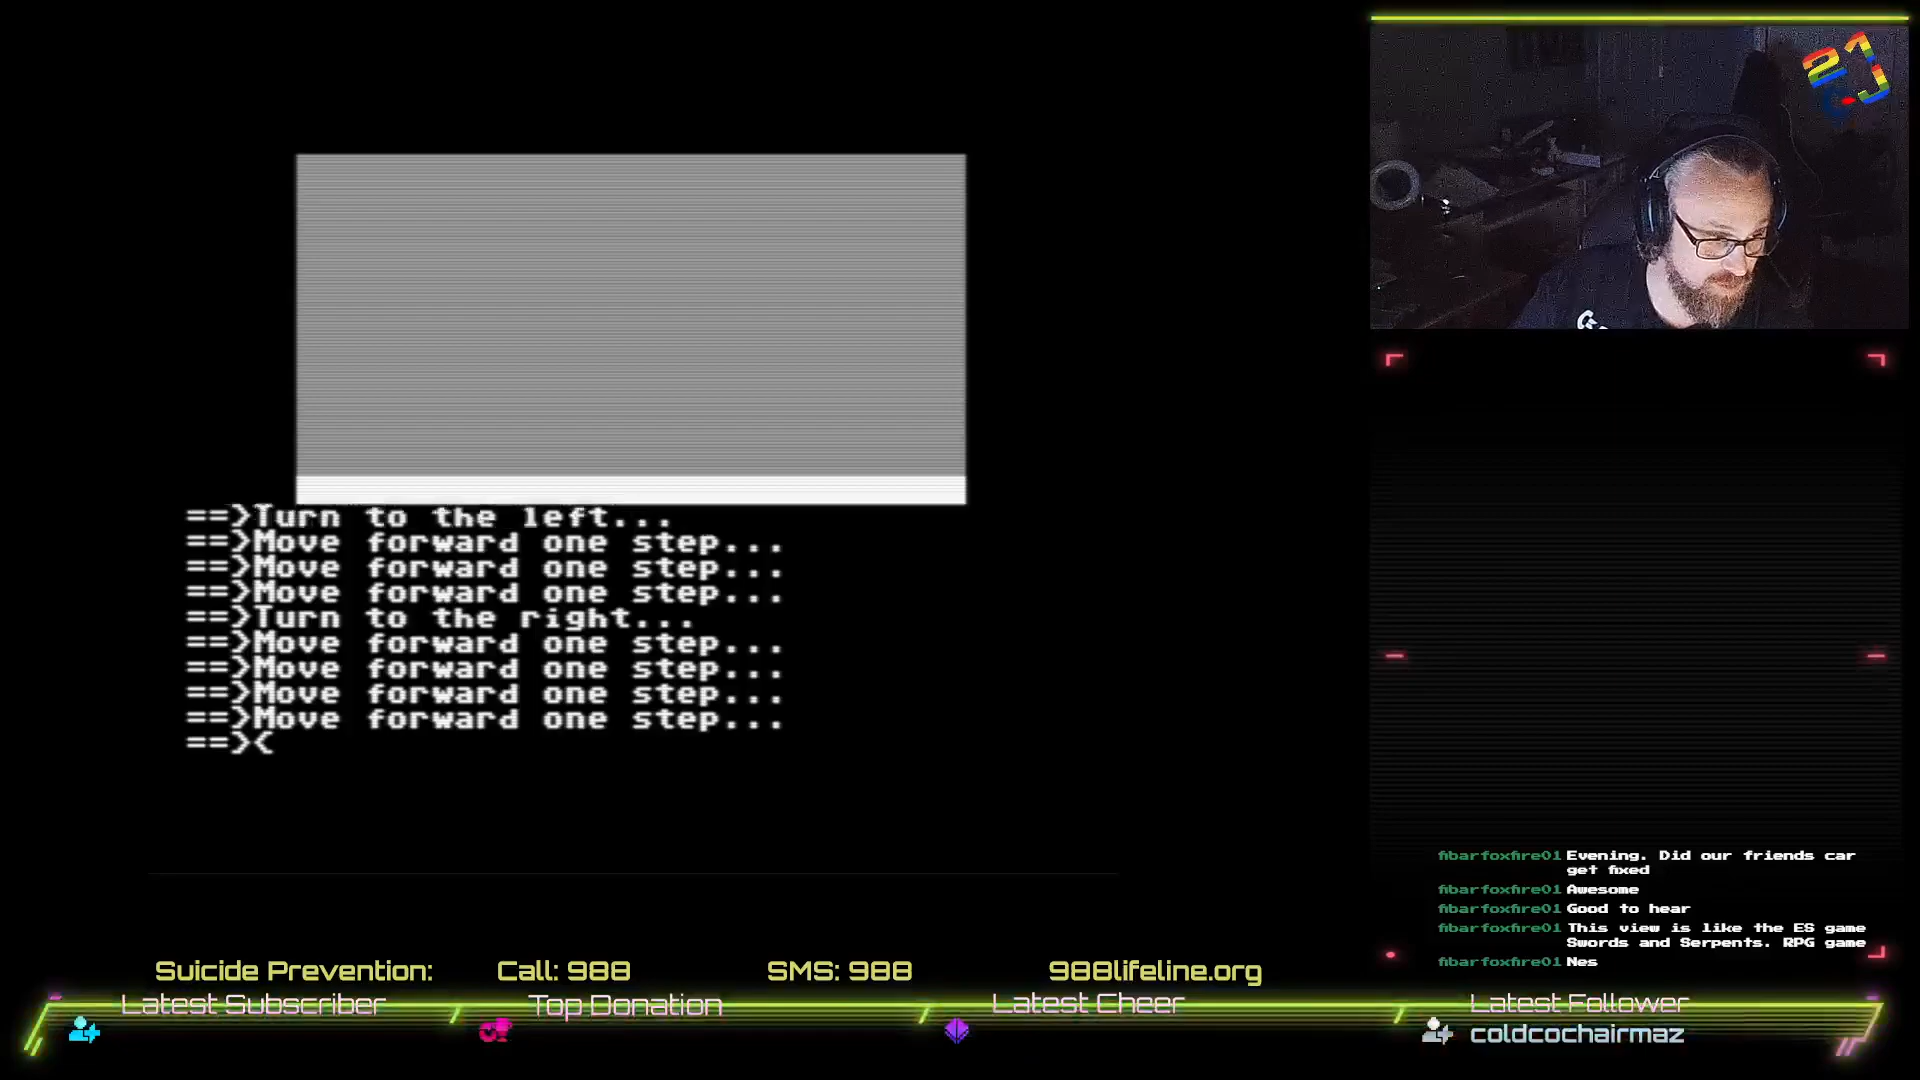 ==>Turn to the left...
==>Move forward one step...
==>Move forward one step...
==>Move forward one step...
==>Turn to the right...
==>Move forward one step...
==>Move forward one step...
==>Move forward one step...
==>Move forward one step...
==>
fibarfoxfire01 Evening. Did our friends car
get fixed
fibarfoxfire01 Awesome
fibarfoxfire01 Good to hear
fibarfoxfire01 This view is like the ES game
Swords and Serpents. RPG game
fibarfoxfire01 Nes
Suicide Prevention: Call: 988 SMS: 988 988lifeline.org
Latest Subscriber Top Donation Latest Cheer Latest Follower
coldcochairmaz